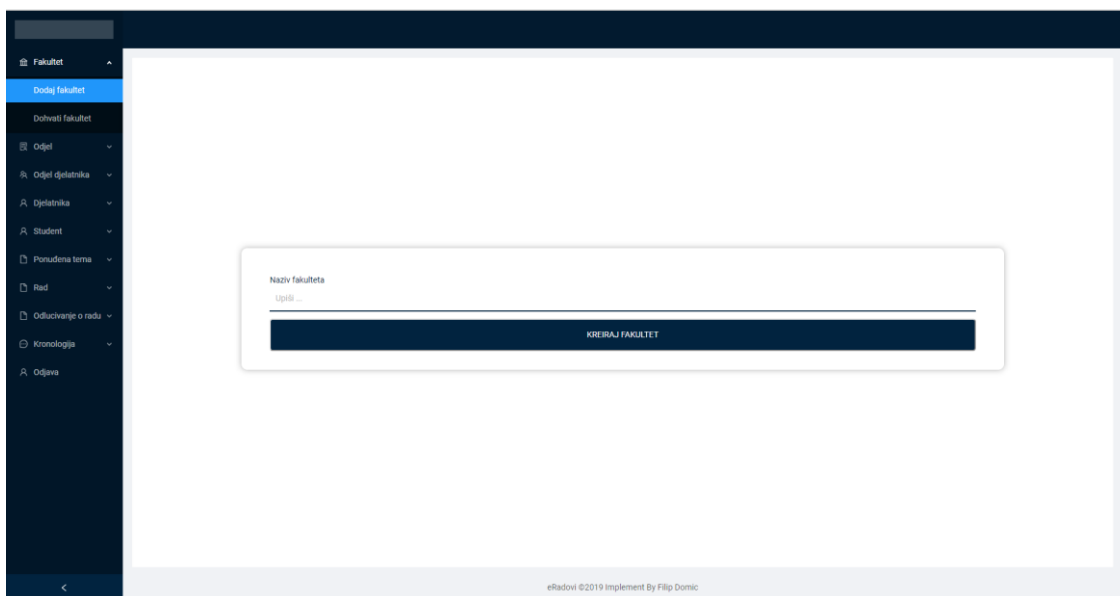 Fakultet
Dodaj fakultet
Dohvati fakultet
Odjel
Odjel djelatnika
Djelatnika
Student
Ponuđena tema
Rad
Odlucivanje o radu
Kronologija
Odjava
Naziv fakulteta
Upiši ...
KREIRAJ FAKULTET
eRadovi ©2019 Implement By Filip Domic